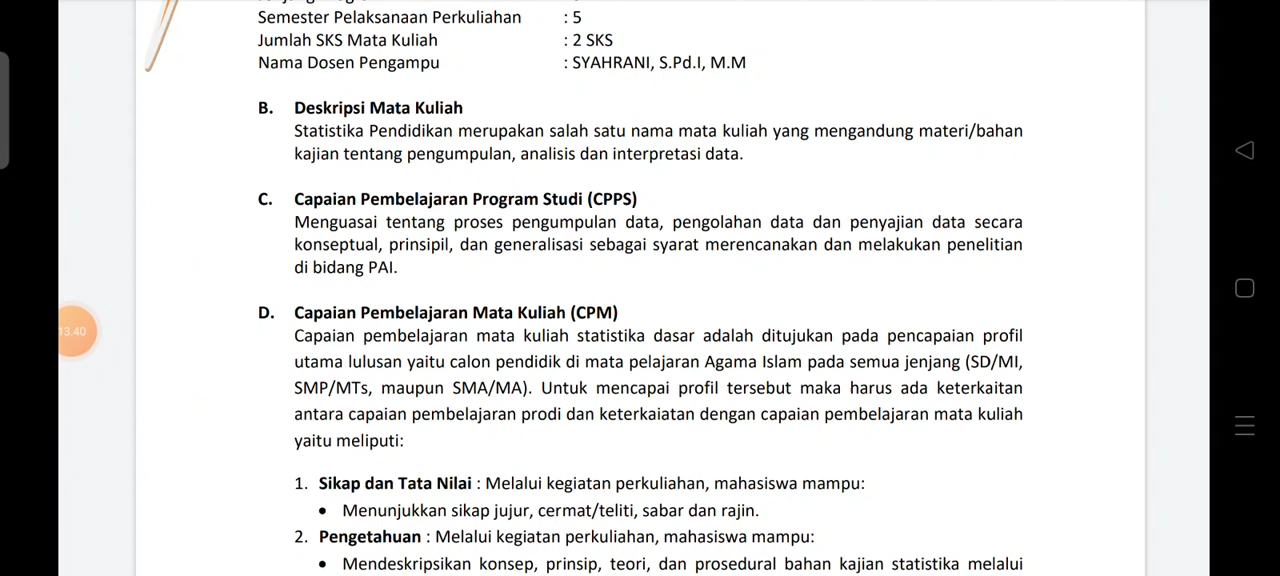 Semester Pelaksanaan Perkuliahan : 5
Jumlah SKS Mata Kuliah : 2 SKS
Nama Dosen Pengampu : SYAHRANI, S.Pd.I, M.M
B. Deskripsi Mata Kuliah
Statistika Pendidikan merupakan salah satu nama mata kuliah yang mengandung materi/bahan
kajian tentang pengumpulan, analisis dan interpretasi data.
C. Capaian Pembelajaran Program Studi (CPPS)
Menguasai tentang proses pengumpulan data, pengolahan data dan penyajian data secara
konseptual, prinsipil, dan generalisasi sebagai syarat merencanakan dan melakukan penelitian
di bidang PAI.
13.40
D. Capaian Pembelajaran Mata Kuliah (CPM)
Capaian pembelajaran mata kuliah statistika dasar adalah ditujukan pada pencapaian profil
utama lulusan yaitu calon pendidik di mata pelajaran Agama Islam pada semua jenjang (SD/MI,
SMP/MTs, maupun SMA/MA). Untuk mencapai profil tersebut maka harus ada keterkaitan
antara capaian pembelajaran prodi dan keterkaiatan dengan capaian pembelajaran mata kuliah
yaitu meliputi:
1. Sikap dan Tata Nilai : Melalui kegiatan perkuliahan, mahasiswa mampu:
• Menunjukkan sikap jujur, cermat/teliti, sabar dan rajin.
2. Pengetahuan : Melalui kegiatan perkuliahan, mahasiswa mampu:
• Mendeskripsikan konsep, prinsip, teori, dan prosedural bahan kajian statistika melalui